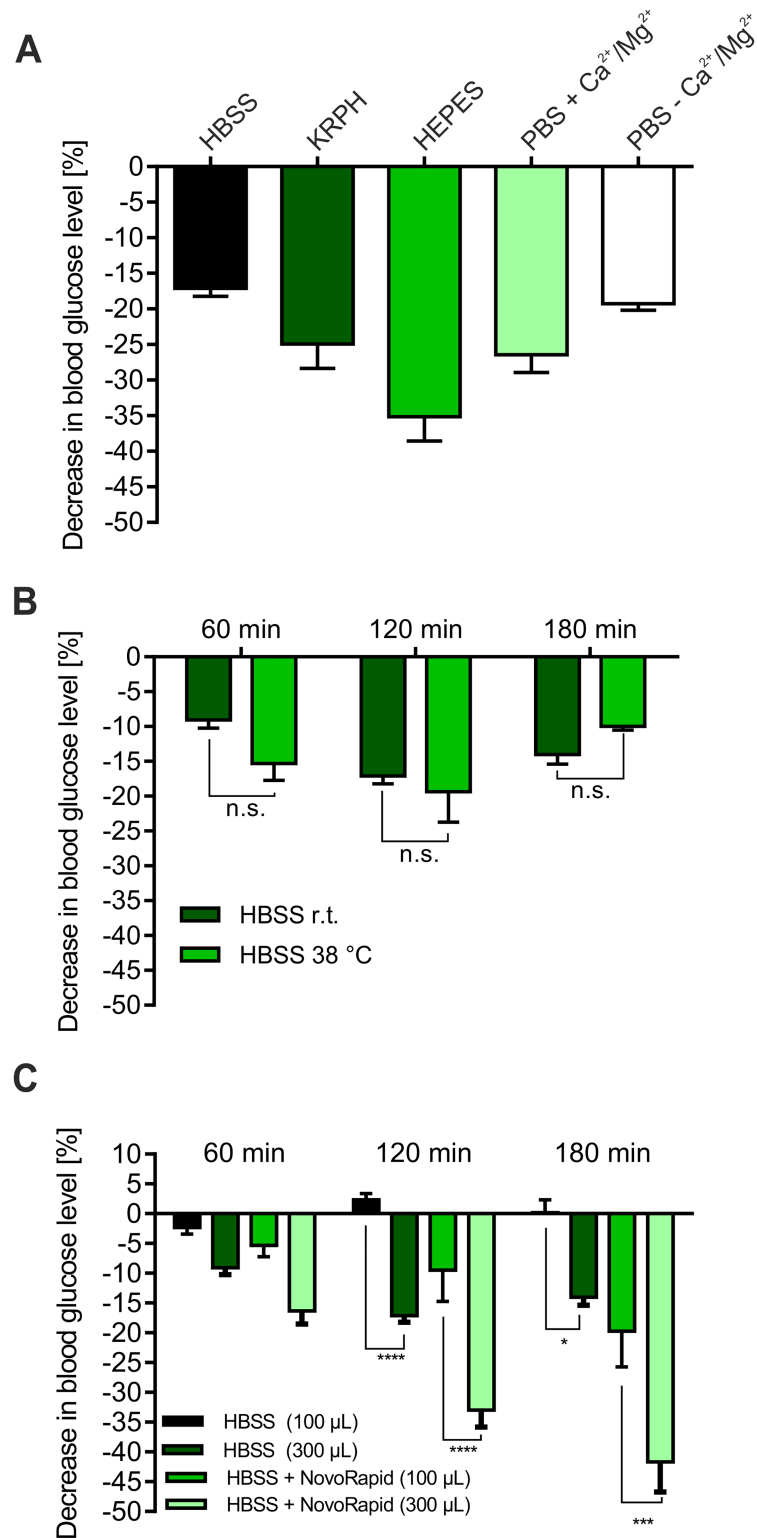 A
HBSS
KRPH
HEPES
PBS + Ca²⁺/Mg²⁺
PBS - Ca²⁺/Mg²⁺
Decrease in blood glucose level [%]
0
-5
-10
-15
-20
-25
-30
-35
-40
-45
-50
B
60 min 120 min 180 min
Decrease in blood glucose level [%]
0
-5
-10
-15
-20
-25
-30
-35
-40
-45
-50
n.s.
n.s.
n.s.
HBSS r.t.
HBSS 38 °C
C
60 min 120 min 180 min
Decrease in blood glucose level [%]
10
5
0
-5
-10
-15
-20
-25
-30
-35
-40
-45
-50
****
****
*
***
HBSS (100 µL)
HBSS (300 µL)
HBSS + NovoRapid (100 µL)
HBSS + NovoRapid (300 µL)